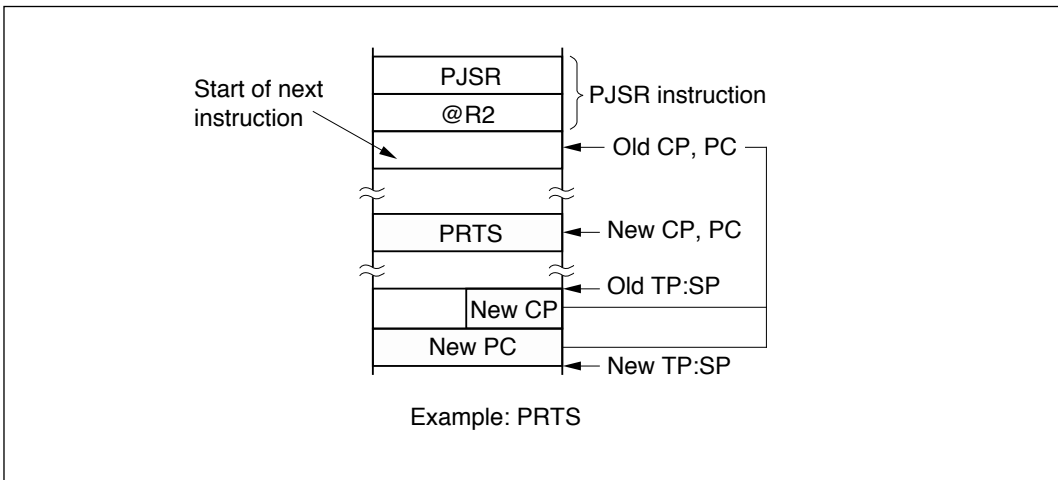 PJSR
Start of next
instruction
PJSR instruction
@R2
Old CP, PC
PRTS
New CP, PC
Old TP:SP
New CP
New PC
New TP:SP
Example: PRTS